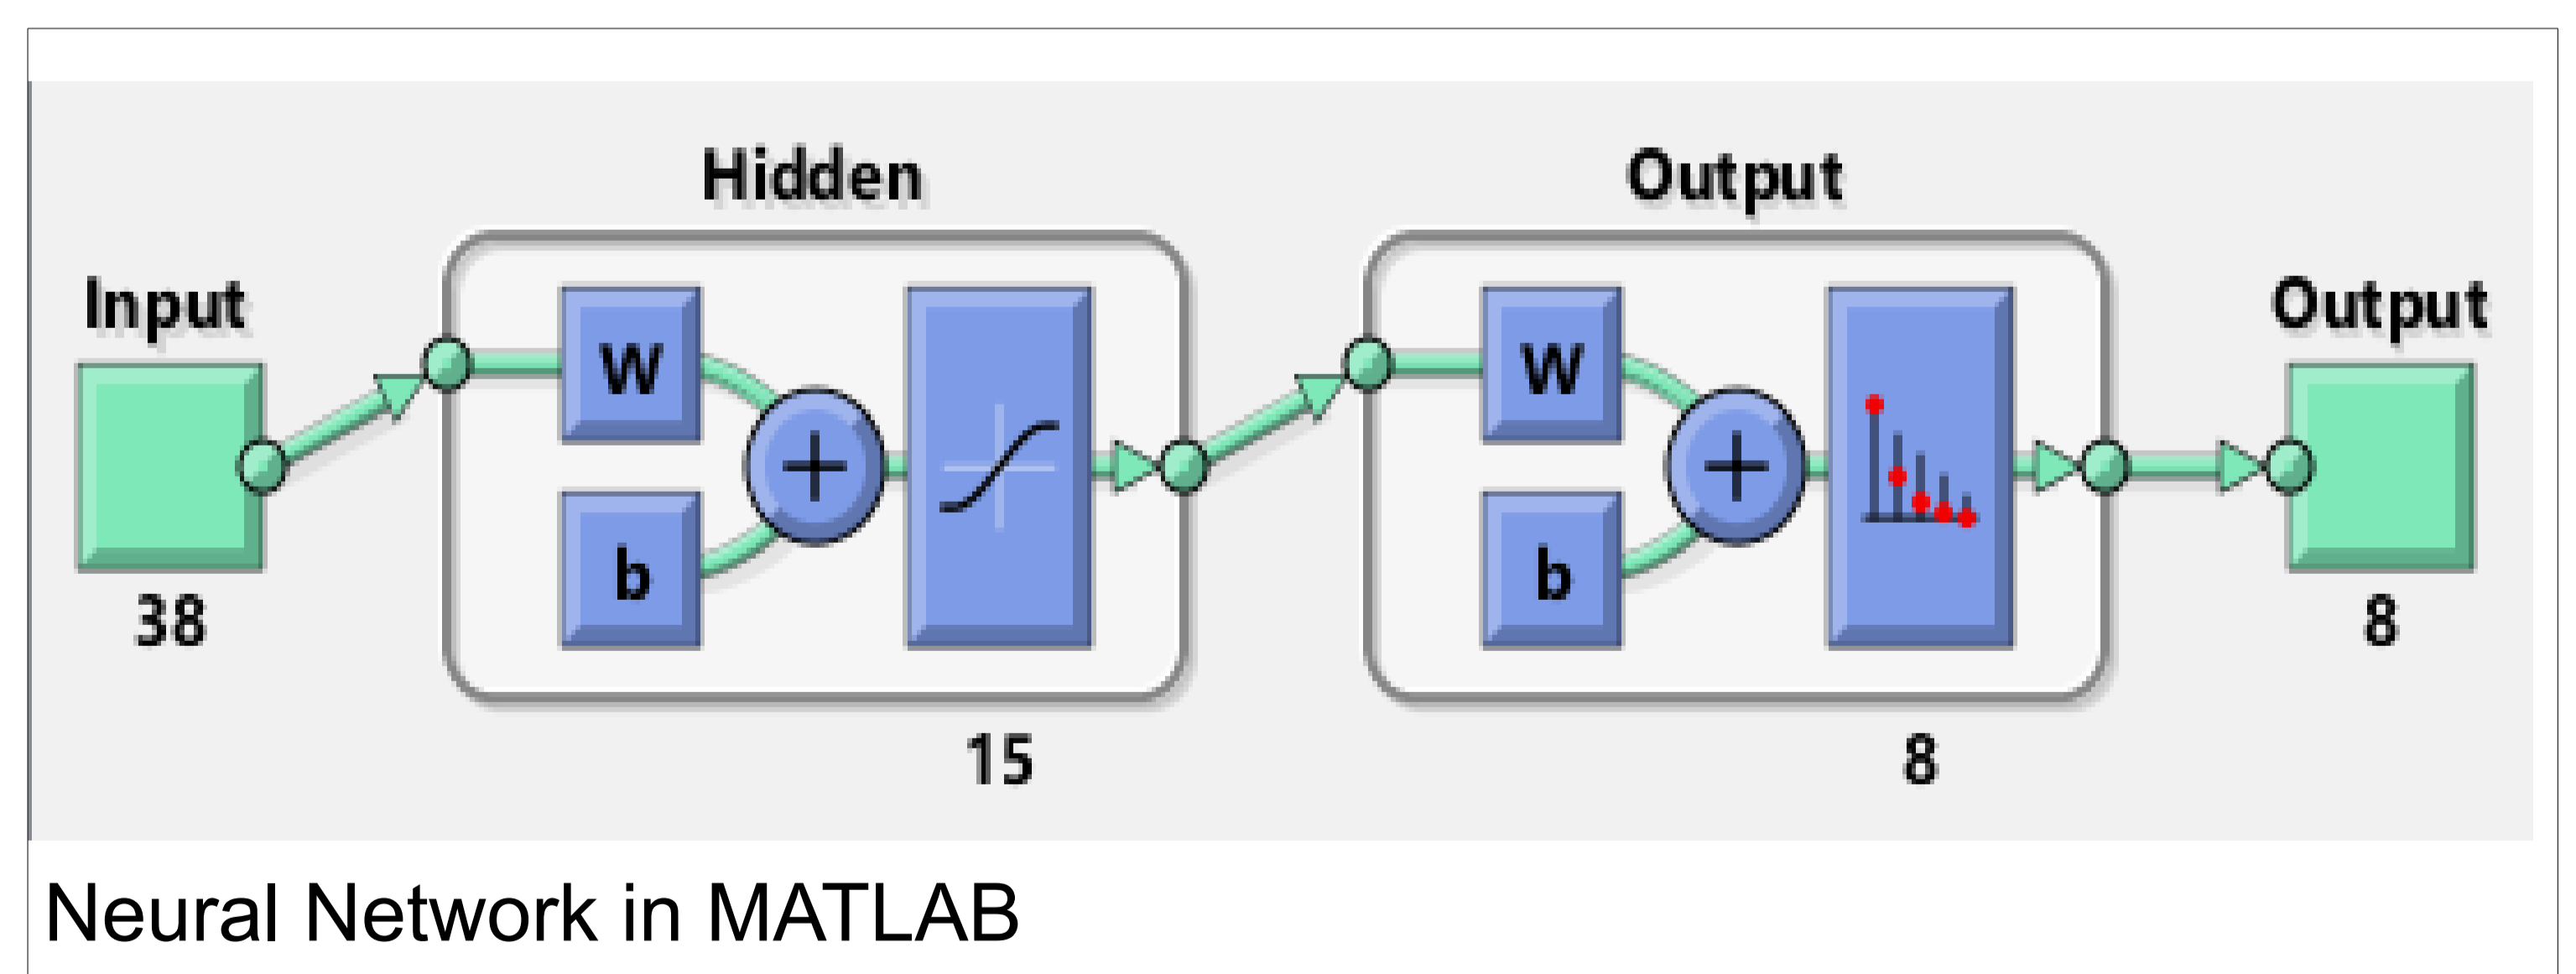 Hidden
Output
Input
Output
W
W
b
b
38
8
15
8
Neural Network in MATLAB